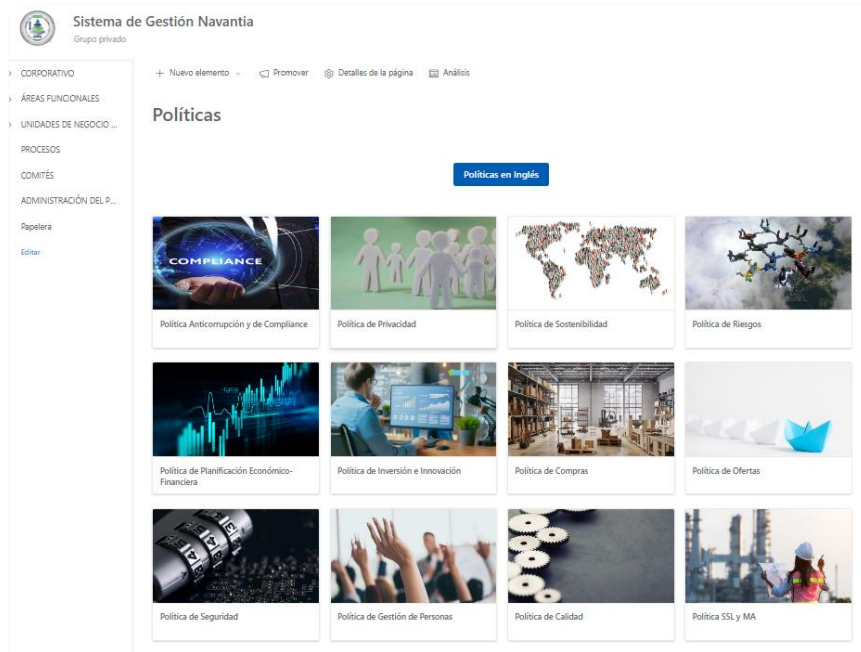 Sistema de Gestión Navantia
Grupo privado
CORPORATIVO
ÁREAS FUNCIONALES
UNIDADES DE NEGOCIO ...
PROCESOS
COMITÉS
ADMINISTRACIÓN DEL P...
Papelera
Editar
+ Nuevo elemento
Promover
Detalles de la página
Análisis
Políticas
Políticas en Inglés
COMPLIANCE
Política Anticorrupción y de Compliance
Política de Privacidad
Política de Sostenibilidad
Política de Riesgos
Política de Planificación Económico-
Financiera
Política de Inversión e Innovación
Política de Compras
Política de Ofertas
Política de Seguridad
Política de Gestión de Personas
Política de Calidad
Política SSL y MA